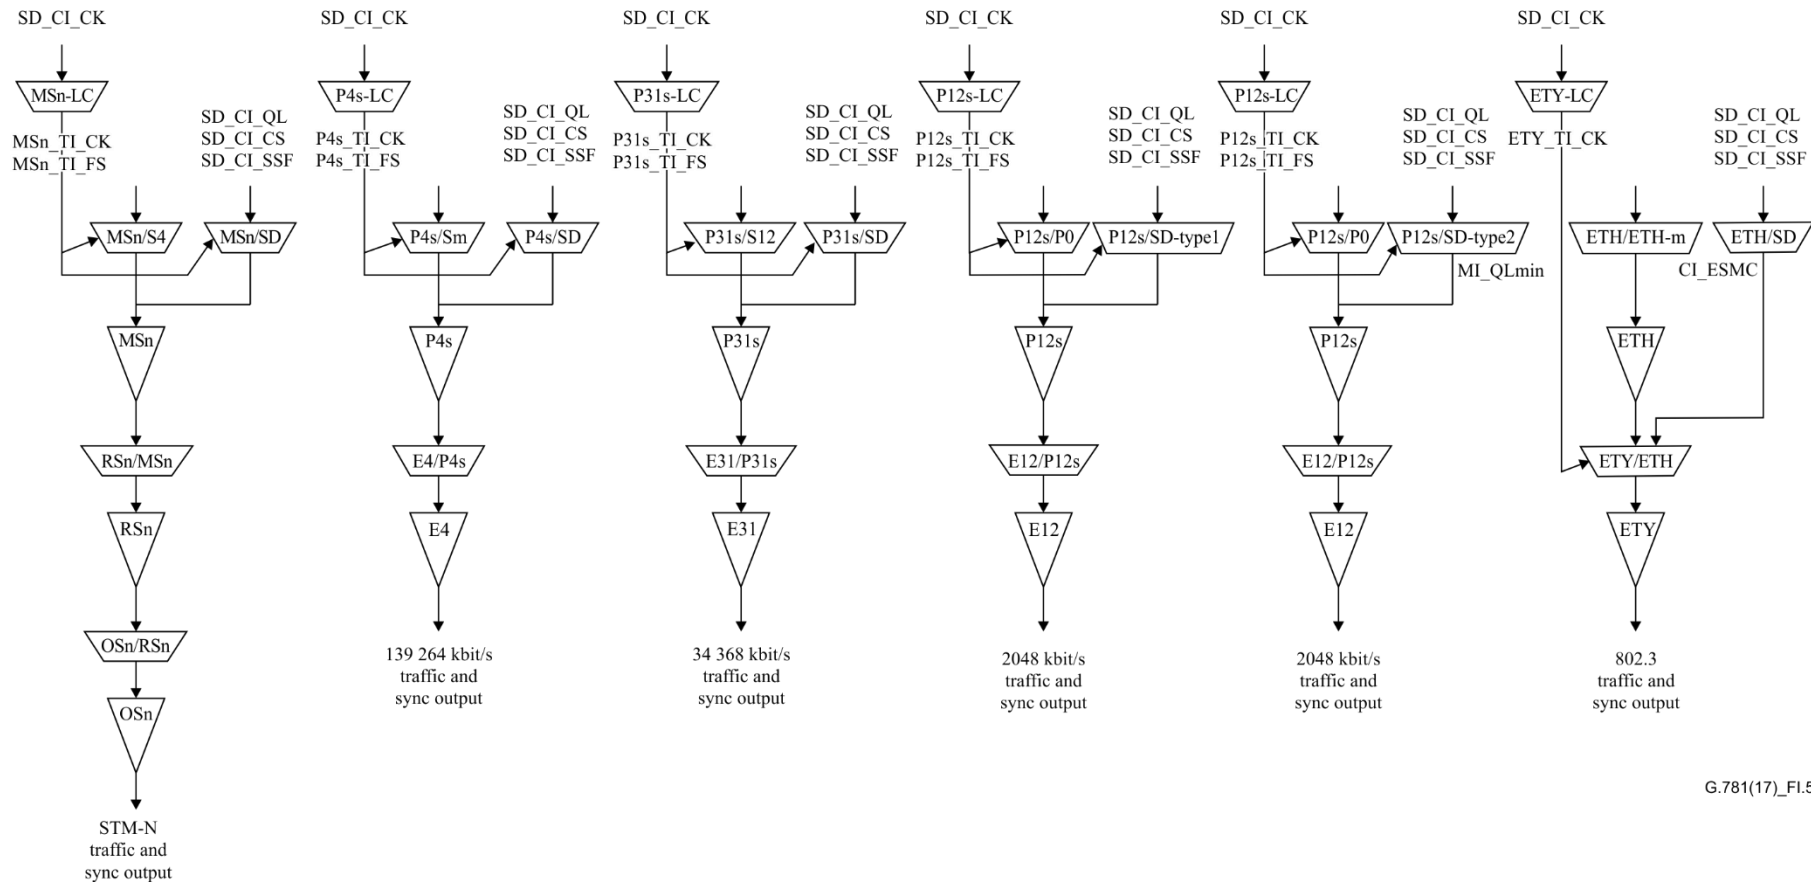 SD_CI_CK
MSn-LC
MSn_TI_CK
MSn_TI_FS
SD_CI_QL
SD_CI_CS
SD_CI_SSF
MSn/S4
MSn/SD
MSn
RSn/MSn
RSn
OSn/RSn
OSn
STM-N
traffic and
sync output
SD_CI_CK
P4s-LC
P4s_TI_CK
P4s_TI_FS
SD_CI_QL
SD_CI_CS
SD_CI_SSF
P4s/Sm
P4s/SD
P4s
E4/P4s
E4
139 264 kbit/s
traffic and
sync output
SD_CI_CK
P31s-LC
P31s_TI_CK
P31s_TI_FS
SD_CI_QL
SD_CI_CS
SD_CI_SSF
P31s/S12
P31s/SD
P31s
E31/P31s
E31
34 368 kbit/s
traffic and
sync output
SD_CI_CK
P12s-LC
P12s_TI_CK
P12s_TI_FS
SD_CI_QL
SD_CI_CS
SD_CI_SSF
P12s/P0
P12s/SD-type1
P12s
E12/P12s
E12
2048 kbit/s
traffic and
sync output
SD_CI_CK
P12s-LC
P12s_TI_CK
P12s_TI_FS
SD_CI_QL
SD_CI_CS
SD_CI_SSF
P12s/P0
P12s/SD-type2
MI_QLmin
P12s
E12/P12s
E12
2048 kbit/s
traffic and
sync output
SD_CI_CK
ETY-LC
ETY_TI_CK
SD_CI_QL
SD_CI_CS
SD_CI_SSF
ETH/ETH-m
ETH/SD
CI_ESMC
ETH
ETY/ETH
ETY
802.3
traffic and
sync output
G.781(17)_FI.5